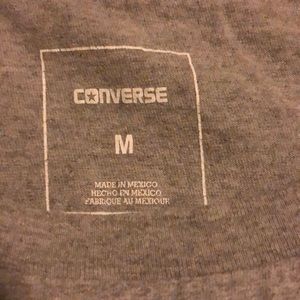 CONVERSE
M
MADE IN MEXICO
HECHO EN MEXICO
FABRIQUE AU MEXIQUE